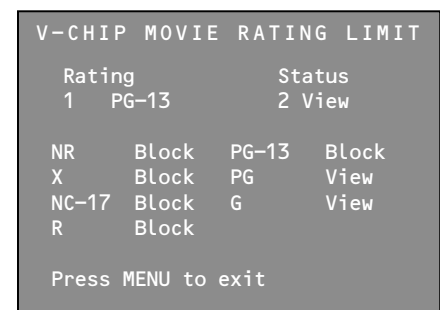 V-CHIP MOVIE RATING LIMIT
Rating Status
1 PG-13 2 View
NR Block PG-13 Block
X Block PG View
NC-17 Block G View
R Block
Press MENU to exit